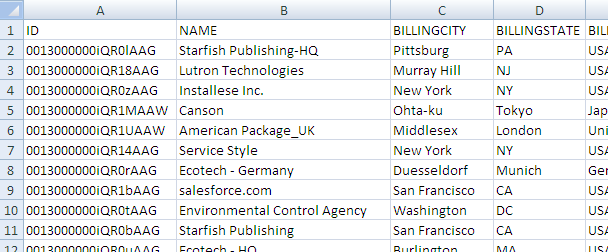 A B C D
1 ID NAME BILLINGCITY BILLINGSTATE BILL
2 0013000000iQR0lAAG Starfish Publishing-HQ Pittsburg PA USA
3 0013000000iQR18AAG Lutron Technologies Murray Hill NJ USA
4 0013000000iQR0zAAG Installese Inc. New York NY USA
5 0013000000iQR1MAAW Canson Ohta-ku Tokyo Jap
6 0013000000iQR1UAAW American Package_UK Middlesex London Uni
7 0013000000iQR14AAG Service Style New York NY USA
8 0013000000iQR0rAAG Ecotech - Germany Duesseldorf Munich Ger
9 0013000000iQR1bAAG salesforce.com San Francisco CA USA
10 0013000000iQR0tAAG Environmental Control Agency Washington DC USA
11 0013000000iQR0bAAG Starfish Publishing San Francisco CA USA
12 0013000000iQR0uAAG Ecotech - HQ Burlington MA USA